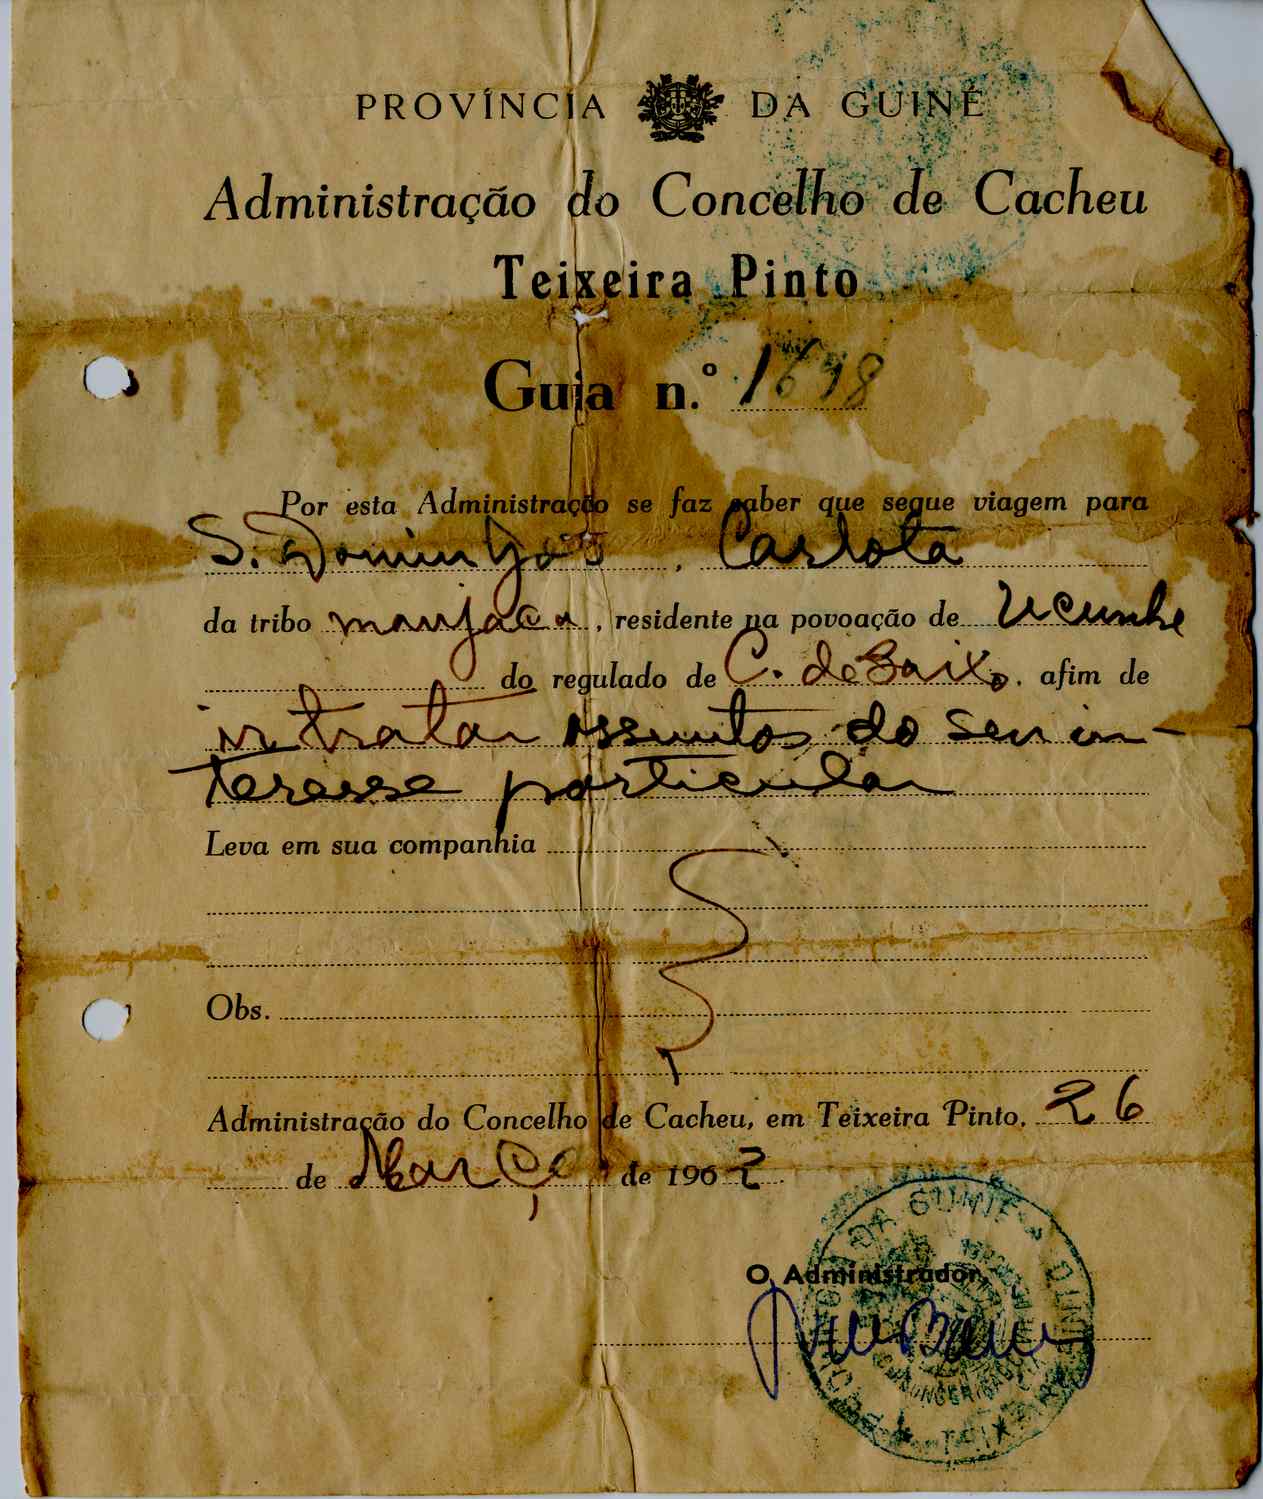 PROVÍNCIA DA GUINÉ
Administração do Concelho de Cacheu
Teixeira Pinto
Guia n.º 1698
Por esta Administração se faz saber que segue viagem para
S. Domingos, Carlota
da tribo manjaca, residente na povoação de Ucunhe
do regulado de C. de Baixo, afim de
ir tratar assuntos do seu in-
teresse particular
Leva em sua companhia
Obs.
Administração do Concelho de Cacheu, em Teixeira Pinto, 26
de Março de 1962
O Administrador,
DA GUINÉ